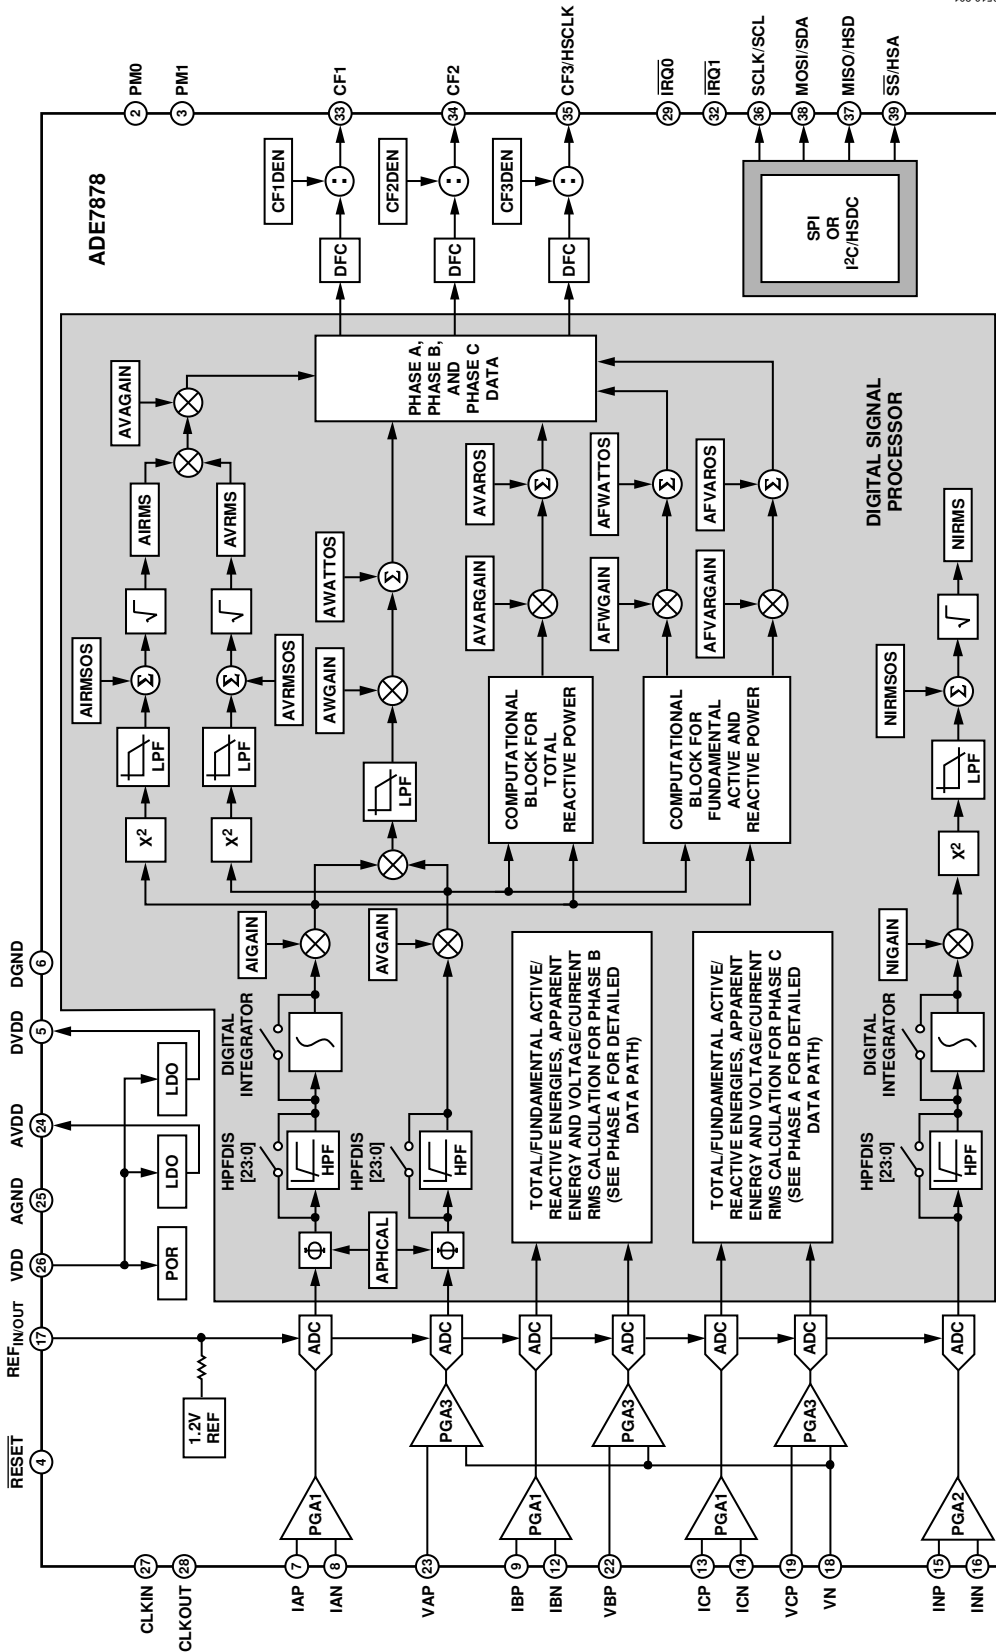 ADE7878
RESET
4
REF IN/OUT
17
VDD
26
AGND
25
AVDD
24
DVDD
5
DGND
6
CLKIN
27
CLKOUT
28
1.2V
REF
POR
LDO
LDO
PM0
2
PM1
3
IAP
7
IAN
8
PGA1
ADC
VAP
23
PGA3
ADC
IBP
9
IBN
12
PGA1
ADC
VBP
22
PGA3
ADC
ICP
13
ICN
14
PGA1
ADC
VCP
19
VN
18
PGA3
ADC
INP
15
INN
16
PGA2
ADC
Φ
APHCAL
Φ
HPFDIS
[23:0]
HPF
DIGITAL
INTEGRATOR
∫
AIGAIN
HPFDIS
[23:0]
HPF
AVGAIN
X²
LPF
AIRMSOS
Σ
√
AIRMS
X²
LPF
AVRMSOS
Σ
√
AVRMS
AVAGAIN
LPF
AWGAIN
AWATTOS
Σ
COMPUTATIONAL
BLOCK FOR
TOTAL
REACTIVE POWER
AVARGAIN
AVAROS
Σ
COMPUTATIONAL
BLOCK FOR
FUNDAMENTAL
ACTIVE AND
REACTIVE POWER
AFWGAIN
AFWATTOS
Σ
AFVARGAIN
AFVAROS
Σ
PHASE A,
PHASE B,
AND
PHASE C
DATA
TOTAL/FUNDAMENTAL ACTIVE/
REACTIVE ENERGIES, APPARENT
ENERGY AND VOLTAGE/CURRENT
RMS CALCULATION FOR PHASE B
(SEE PHASE A FOR DETAILED
DATA PATH)
TOTAL/FUNDAMENTAL ACTIVE/
REACTIVE ENERGIES, APPARENT
ENERGY AND VOLTAGE/CURRENT
RMS CALCULATION FOR PHASE C
(SEE PHASE A FOR DETAILED
DATA PATH)
HPFDIS
[23:0]
HPF
DIGITAL
INTEGRATOR
∫
NIGAIN
X²
LPF
NIRMSOS
Σ
√
NIRMS
DIGITAL SIGNAL
PROCESSOR
DFC
CF1DEN
:
33
CF1
DFC
CF2DEN
:
34
CF2
DFC
CF3DEN
:
35
CF3/HSCLK
29
IRQ0
32
IRQ1
SPI
OR
I²C/HSDC
36
SCLK/SCL
38
MOSI/SDA
37
MISO/HSD
39
SS/HSA